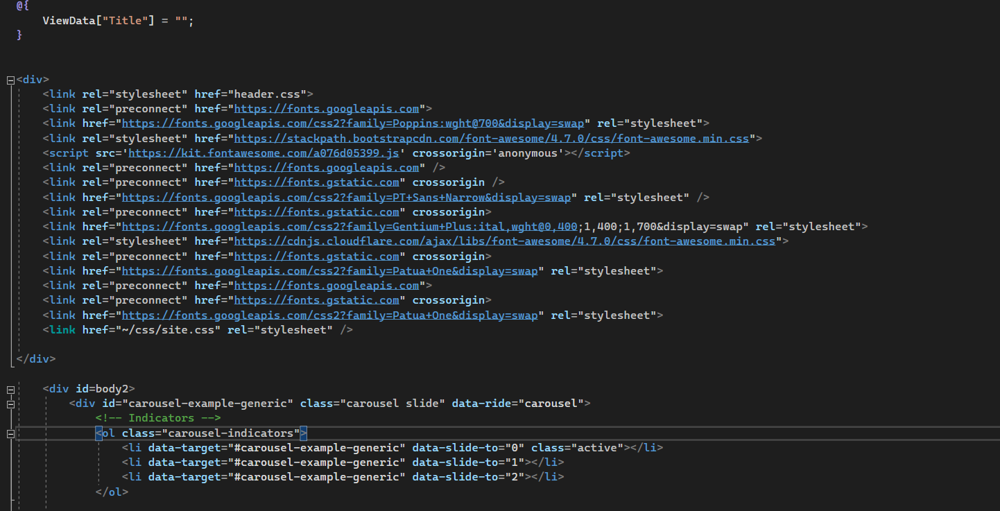 @{
    ViewData["Title"] = "";
}
<div>
    <link rel="stylesheet" href="header.css">
    <link rel="preconnect" href="https://fonts.googleapis.com">
    <link href="https://fonts.googleapis.com/css2?family=Poppins:wght@700&display=swap" rel="stylesheet">
    <link rel="stylesheet" href="https://stackpath.bootstrapcdn.com/font-awesome/4.7.0/css/font-awesome.min.css">
    <script src='https://kit.fontawesome.com/a076d05399.js' crossorigin='anonymous'></script>
    <link rel="preconnect" href="https://fonts.googleapis.com" />
    <link rel="preconnect" href="https://fonts.gstatic.com" crossorigin />
    <link href="https://fonts.googleapis.com/css2?family=PT+Sans+Narrow&display=swap" rel="stylesheet" />
    <link rel="preconnect" href="https://fonts.gstatic.com" crossorigin>
    <link href="https://fonts.googleapis.com/css2?family=Gentium+Plus:ital,wght@0,400;1,400;1,700&display=swap" rel="stylesheet">
    <link rel="stylesheet" href="https://cdnjs.cloudflare.com/ajax/libs/font-awesome/4.7.0/css/font-awesome.min.css">
    <link rel="preconnect" href="https://fonts.gstatic.com" crossorigin>
    <link href="https://fonts.googleapis.com/css2?family=Patua+One&display=swap" rel="stylesheet">
    <link rel="preconnect" href="https://fonts.googleapis.com">
    <link rel="preconnect" href="https://fonts.gstatic.com" crossorigin>
    <link href="https://fonts.googleapis.com/css2?family=Patua+One&display=swap" rel="stylesheet">
    <link href="~/css/site.css" rel="stylesheet" />
</div>
    <div id=body2>
        <div id="carousel-example-generic" class="carousel slide" data-ride="carousel">
            <!-- Indicators -->
            <ol class="carousel-indicators">
                <li data-target="#carousel-example-generic" data-slide-to="0" class="active"></li>
                <li data-target="#carousel-example-generic" data-slide-to="1"></li>
                <li data-target="#carousel-example-generic" data-slide-to="2"></li>
            </ol>